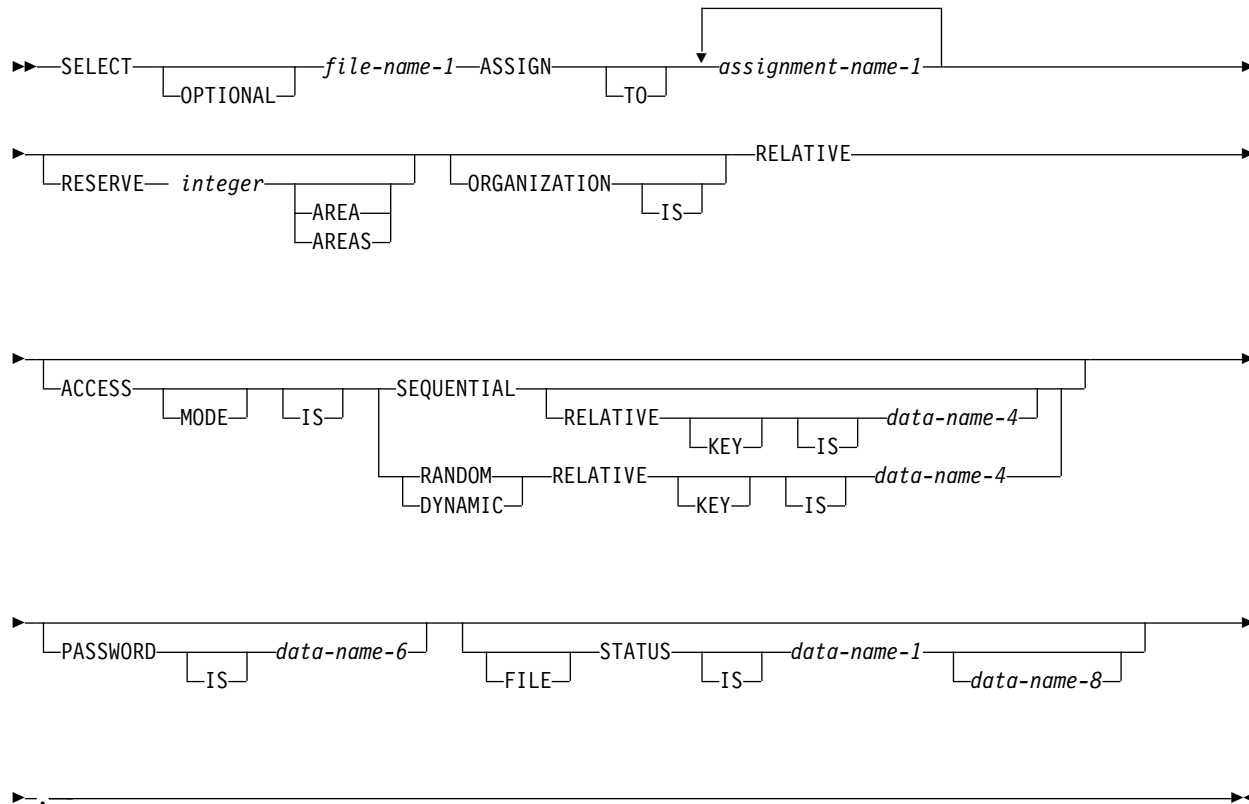 SELECT OPTIONAL file-name-1 ASSIGN TO assignment-name-1
RESERVE integer AREA AREAS ORGANIZATION IS RELATIVE
ACCESS MODE IS SEQUENTIAL RELATIVE KEY IS data-name-4
RANDOM DYNAMIC RELATIVE KEY IS data-name-4
PASSWORD IS data-name-6 FILE STATUS IS data-name-1 data-name-8
.